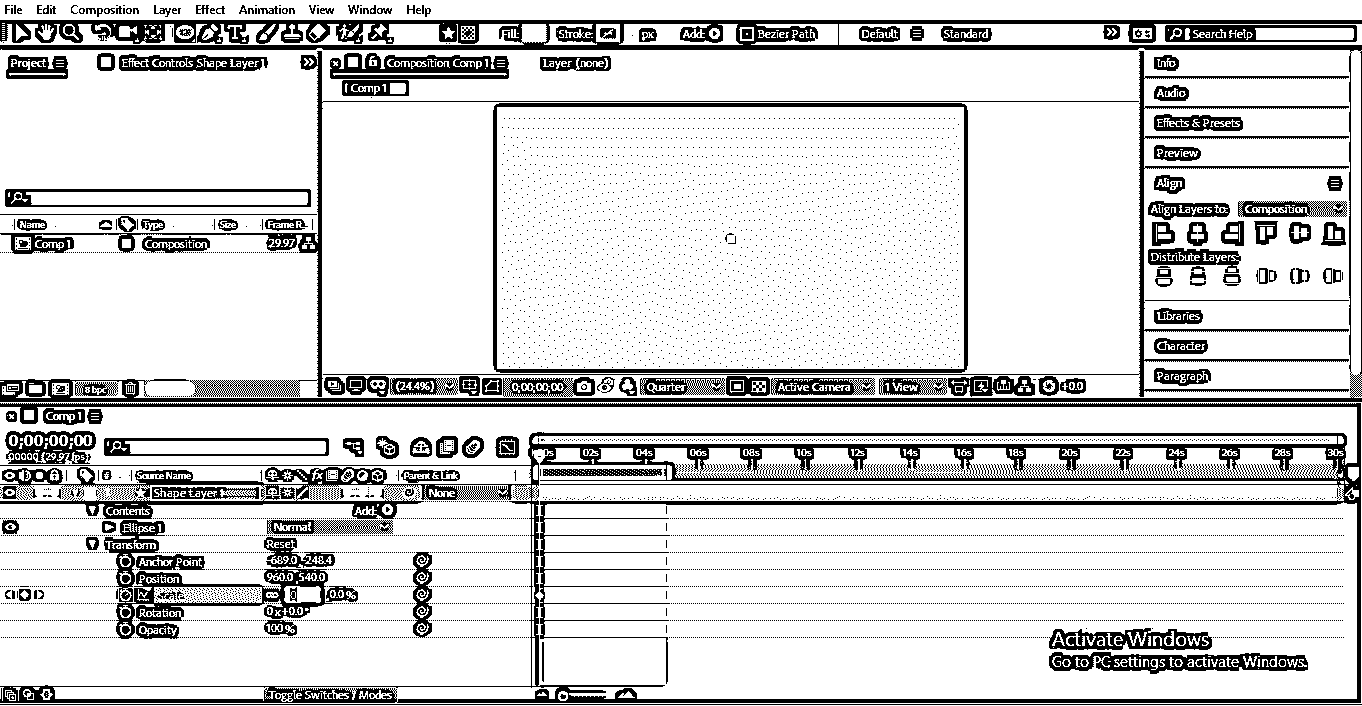 File Edit Composition Layer Effect Animation View Window Help
Fill: Stroke: px Add: Bezier Path Default Standard Search Help
Project Effect Controls Shape Layer 1
Composition Comp 1 Layer (none)
Comp 1
Name Type Size Frame R...
Comp 1 Composition 29.97
8 bpc
(24.4%) 0;00;00;00 Quarter Active Camera 1 View +0.0
Info
Audio
Effects & Presets
Preview
Align
Align Layers to: Composition
Distribute Layers:
Libraries
Character
Paragraph
Comp 1
0;00;00;00
00000 (29.97 fps)
00s 02s 04s 06s 08s 10s 12s 14s 16s 18s 20s 22s 24s 26s 28s 30s
# Source Name Parent & Link
Shape Layer 1 None
Contents Add:
Ellipse 1 Normal
Transform Reset
Anchor Point -689.0,-248.4
Position 960.0,540.0
0 ,0.0%
Rotation 0x+0.0°
Opacity 100%
Toggle Switches / Modes
Activate Windows
Go to PC settings to activate Windows.